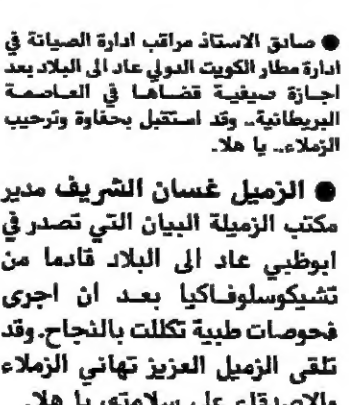 ● صادق الاستاذ مراقب ادارة الصيانة في
ادارة مطار الكويت الدولي عاد الى البلاد بعد
اجازة صيفية قضاها في العاصمة
البريطانية.. وقد استقبل بحفاوة وترحيب
الزملاء.. يا هلا.
● الزميل غسان الشريف مدير
مكتب الزميلة البيان التي تصدر في
ابوظبي عاد الى البلاد قادما من
تشيكوسلوفاكيا بعد ان اجرى
فحوصات طبية تكللت بالنجاح، وقد
تلقى الزميل العزيز تهاني الزملاء
والاصدقاء على سلامته، يا هلا.